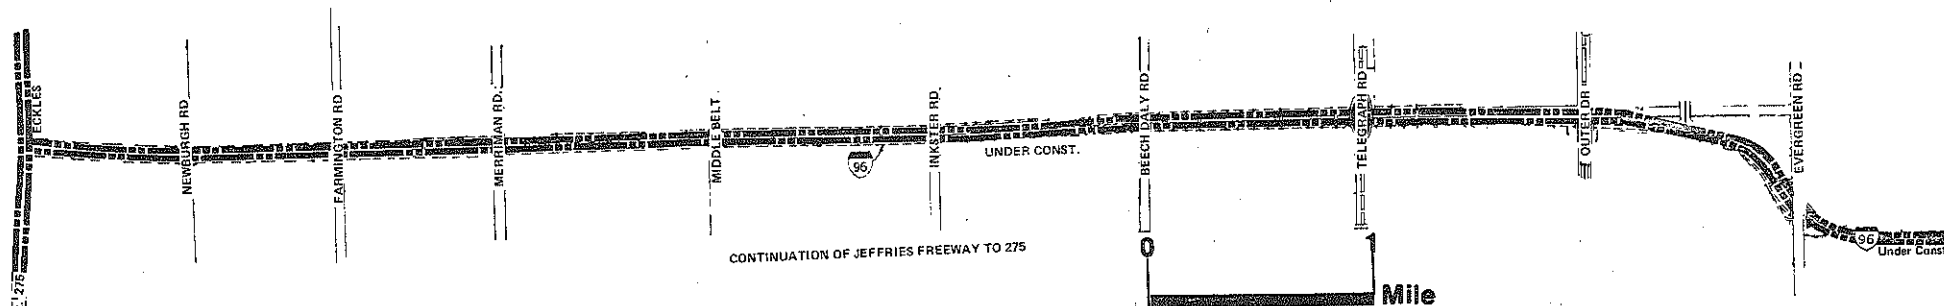 ECKLES
NEWBURGH RD.
FARMINGTON RD
MERRIMAN RD.
MIDDLE BELT
INKSTER RD.
BEECH DALY RD
TELEGRAPH RD
OUTER DR
EVERGREEN RD
96
UNDER CONST.
96
Under Const
CONTINUATION OF JEFFRIES FREEWAY TO 275
275
0 1
Mile